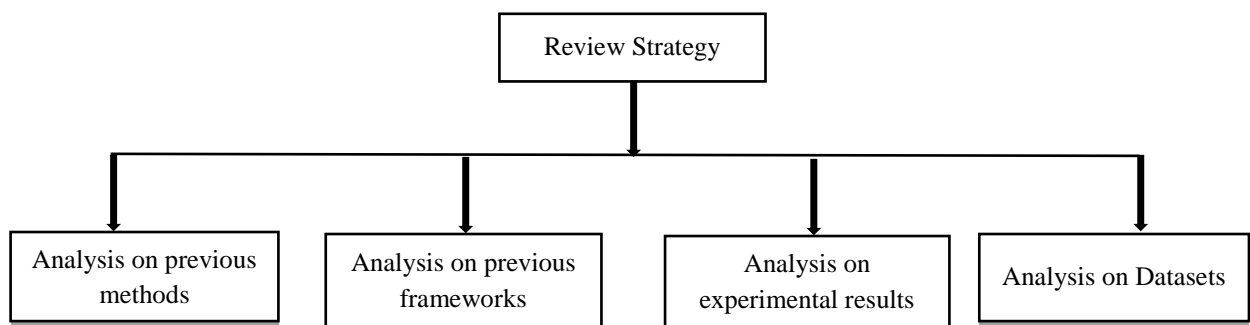 Review Strategy
Analysis on previous
methods
Analysis on previous
frameworks
Analysis on
experimental results
Analysis on Datasets